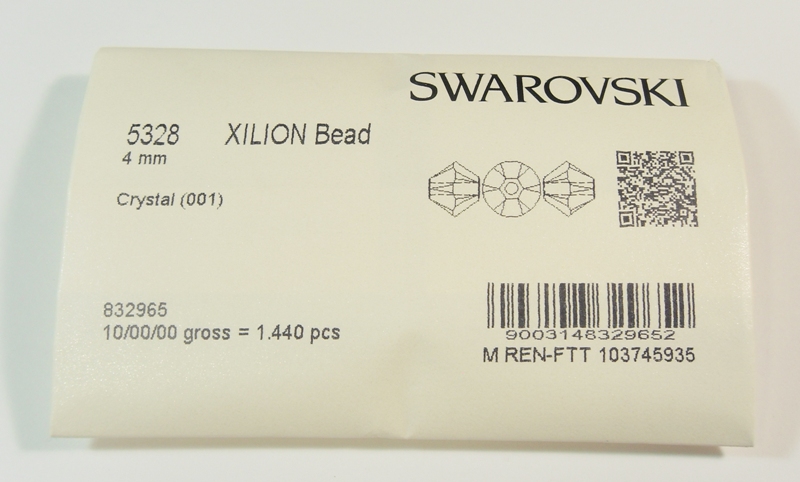 SWAROVSKI
5328 XILION Bead
4 mm
Crystal (001)
832965
10/00/00 gross = 1.440 pcs
9003148329652
M REN-FTT 103745935